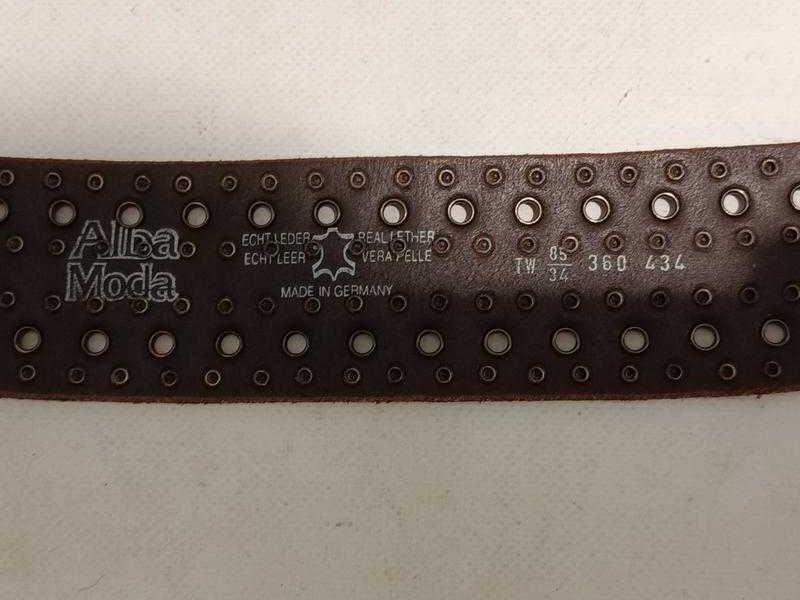 Alba
Moda
ECHT LEDER REAL LETHER
ECHT LEER VERA PELLE
MADE IN GERMANY
TW 85/34 360 434